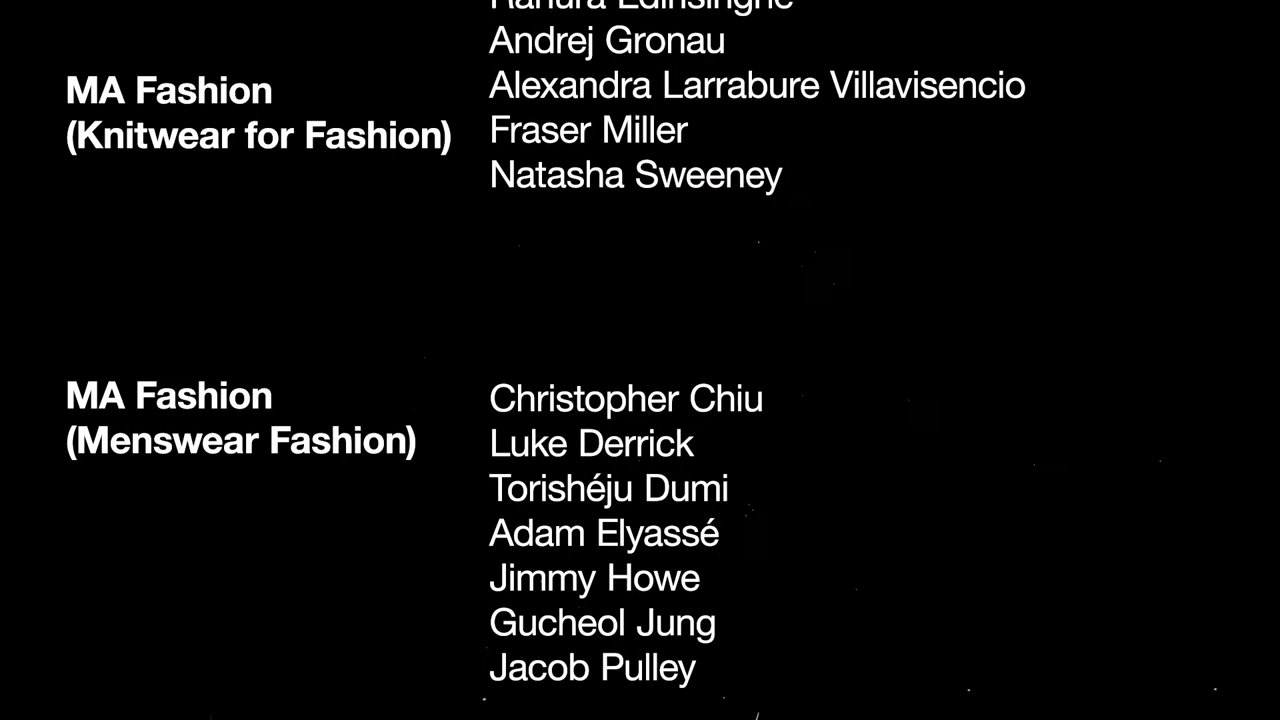 Andrej Gronau
MA Fashion
(Knitwear for Fashion)
Alexandra Larrabure Villavisencio
Fraser Miller
Natasha Sweeney
MA Fashion
(Menswear Fashion)
Christopher Chiu
Luke Derrick
Torishéju Dumi
Adam Elyassé
Jimmy Howe
Gucheol Jung
Jacob Pulley